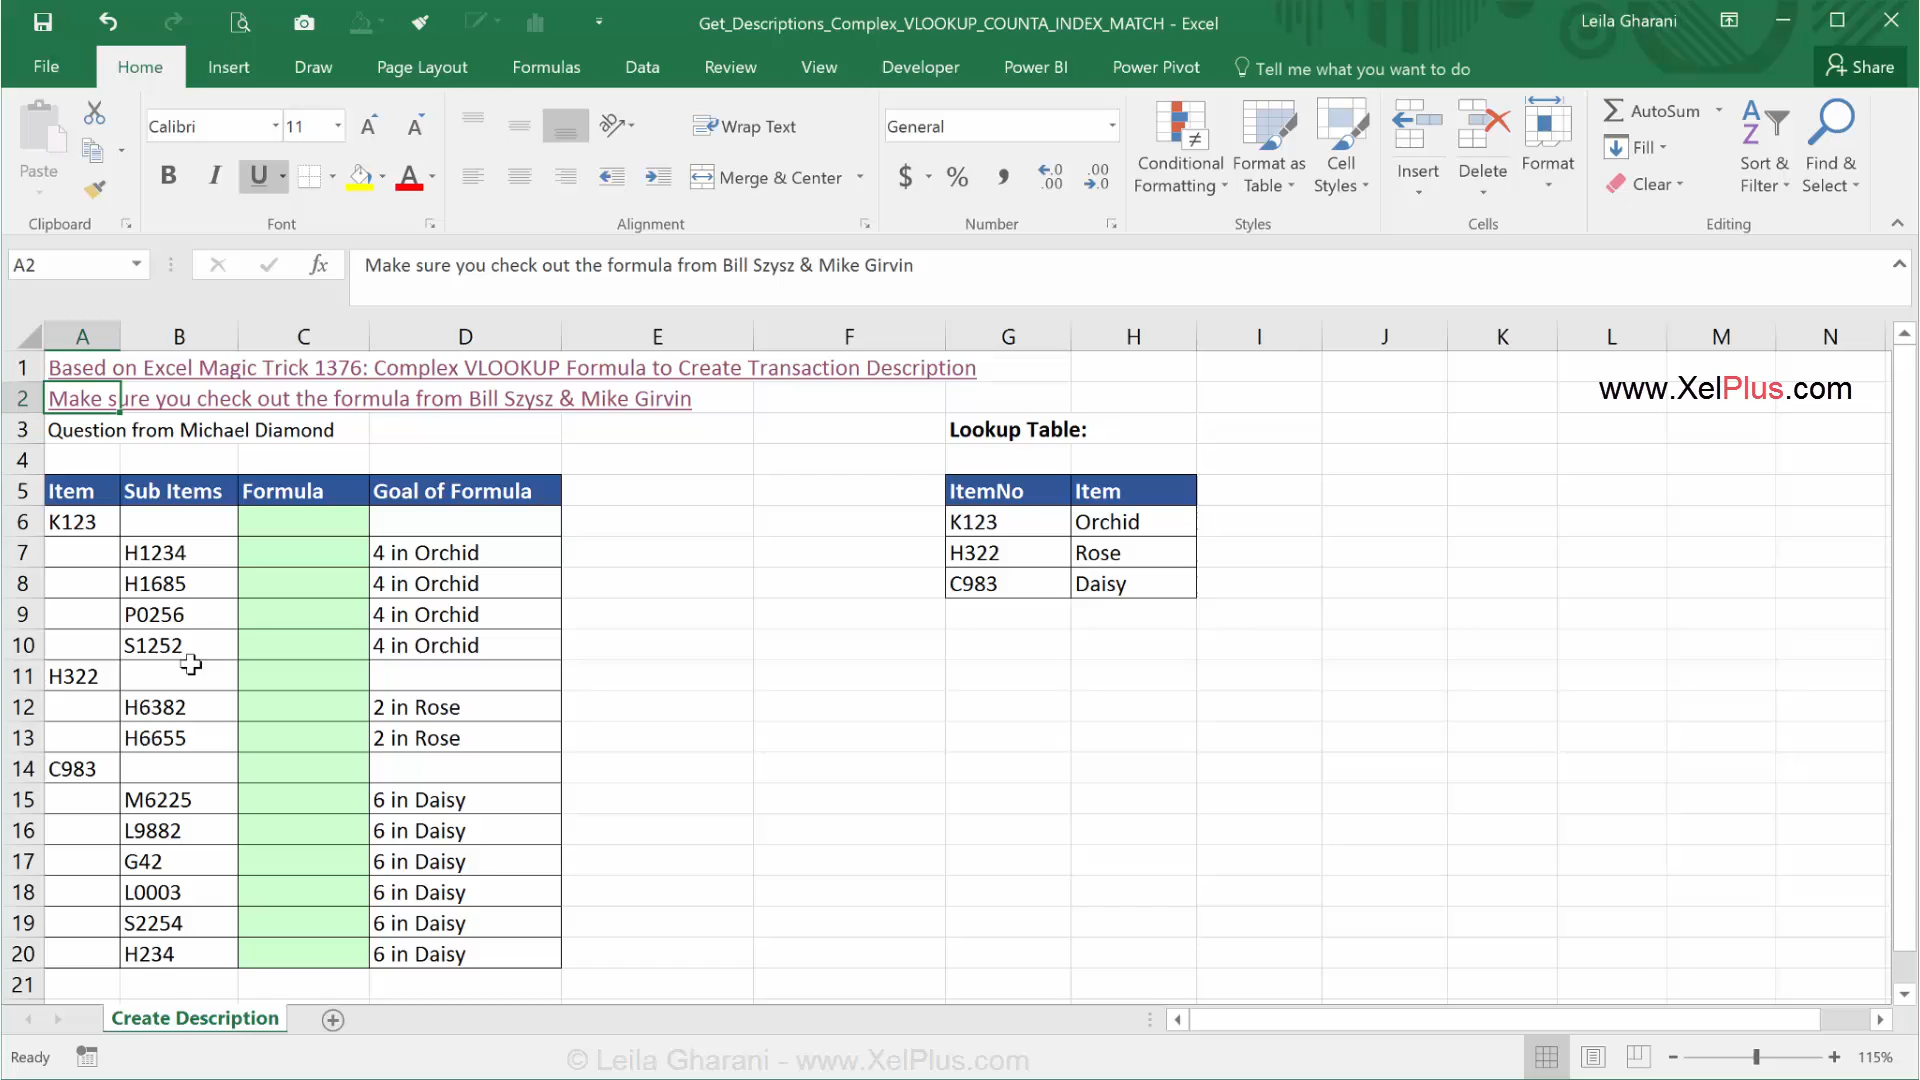 Get_Descriptions_Complex_VLOOKUP_COUNTA_INDEX_MATCH - Excel
Leila Gharani
File Home Insert Draw Page Layout Formulas Data Review View Developer Power BI Power Pivot Tell me what you want to do Share
Paste
Clipboard
Calibri 11
B I U
Font
Wrap Text
Merge & Center
Alignment
General
$ % , .0 .00
Number
Conditional Formatting
Format as Table
Cell Styles
Styles
Insert
Delete
Format
Cells
AutoSum
Fill
Clear
Sort & Filter
Find & Select
Editing
A2 fx Make sure you check out the formula from Bill Szysz & Mike Girvin
A B C D E F G H I J K L M N
1 Based on Excel Magic Trick 1376: Complex VLOOKUP Formula to Create Transaction Description
www.XelPlus.com
2 Make sure you check out the formula from Bill Szysz & Mike Girvin
3 Question from Michael Diamond Lookup Table:
4
5 Item Sub Items Formula Goal of Formula ItemNo Item
6 K123 K123 Orchid
7 H1234 4 in Orchid H322 Rose
8 H1685 4 in Orchid C983 Daisy
9 P0256 4 in Orchid
10 S1252 4 in Orchid
11 H322
12 H6382 2 in Rose
13 H6655 2 in Rose
14 C983
15 M6225 6 in Daisy
16 L9882 6 in Daisy
17 G42 6 in Daisy
18 L0003 6 in Daisy
19 S2254 6 in Daisy
20 H234 6 in Daisy
21
Create Description
Ready © Leila Gharani - www.XelPlus.com 115%